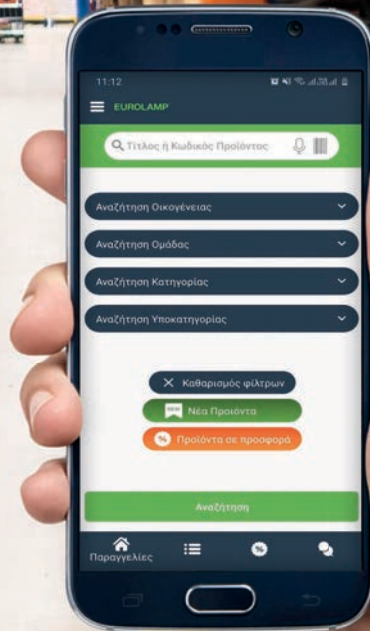 11:12
EUROLAMP
Τίτλος ή Κωδικός Προϊόντος
Αναζήτηση Οικογένειας
Αναζήτηση Ομάδας
Αναζήτηση Κατηγορίας
Αναζήτηση Υποκατηγορίας
Καθαρισμός φίλτρων
NEW Νέα Προιόντα
% Προϊόντα σε προσφορά
Αναζήτηση
%
Παραγγελίες